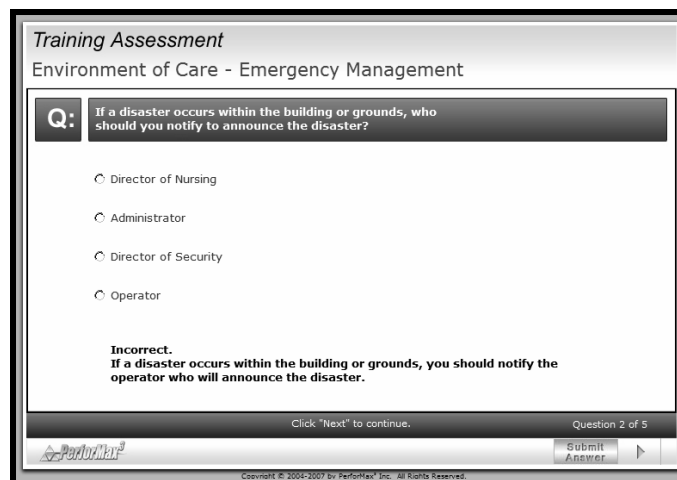 Training Assessment
Environment of Care - Emergency Management
Q:
If a disaster occurs within the building or grounds, who
should you notify to announce the disaster?
Director of Nursing
Administrator
Director of Security
Operator
Incorrect.
If a disaster occurs within the building or grounds, you should notify the
operator who will announce the disaster.
Click "Next" to continue.
Question 2 of 5
PerforMax³
Submit
Answer
Copyright © 2004-2007 by PerforMax³ Inc. All Rights Reserved.